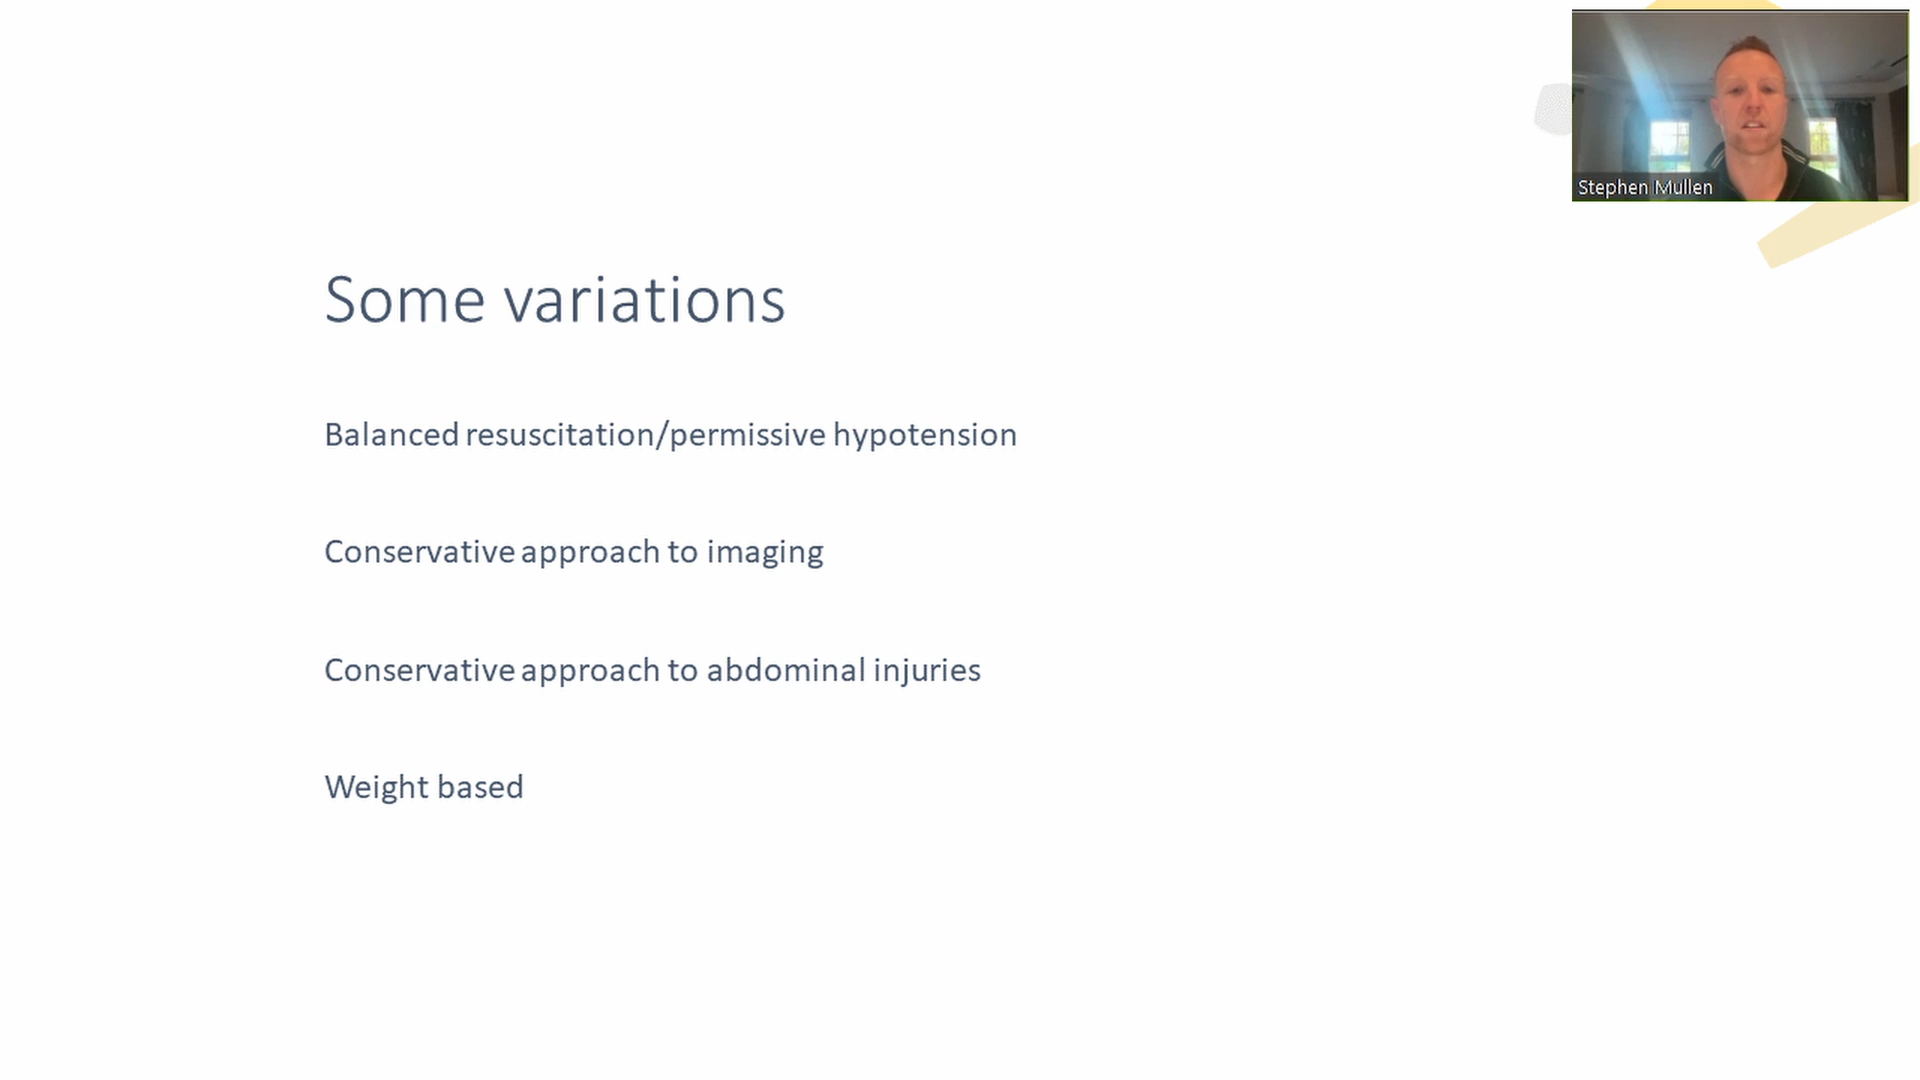 Stephen Mullen
Some variations
Balanced resuscitation/permissive hypotension
Conservative approach to imaging
Conservative approach to abdominal injuries
Weight based